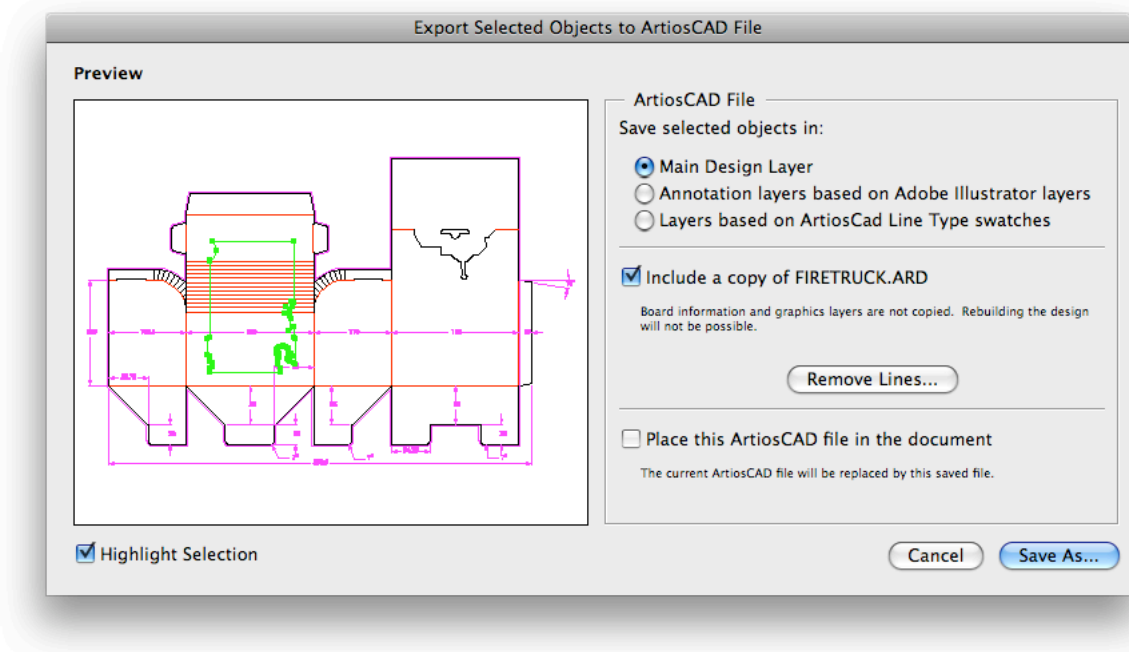 Export Selected Objects to ArtiosCAD File
Preview
ArtiosCAD File
Save selected objects in:
Main Design Layer
Annotation layers based on Adobe Illustrator layers
Layers based on ArtiosCad Line Type swatches
Include a copy of FIRETRUCK.ARD
Board information and graphics layers are not copied. Rebuilding the design
will not be possible.
Remove Lines...
Place this ArtiosCAD file in the document
The current ArtiosCAD file will be replaced by this saved file.
Highlight Selection
Cancel
Save As...